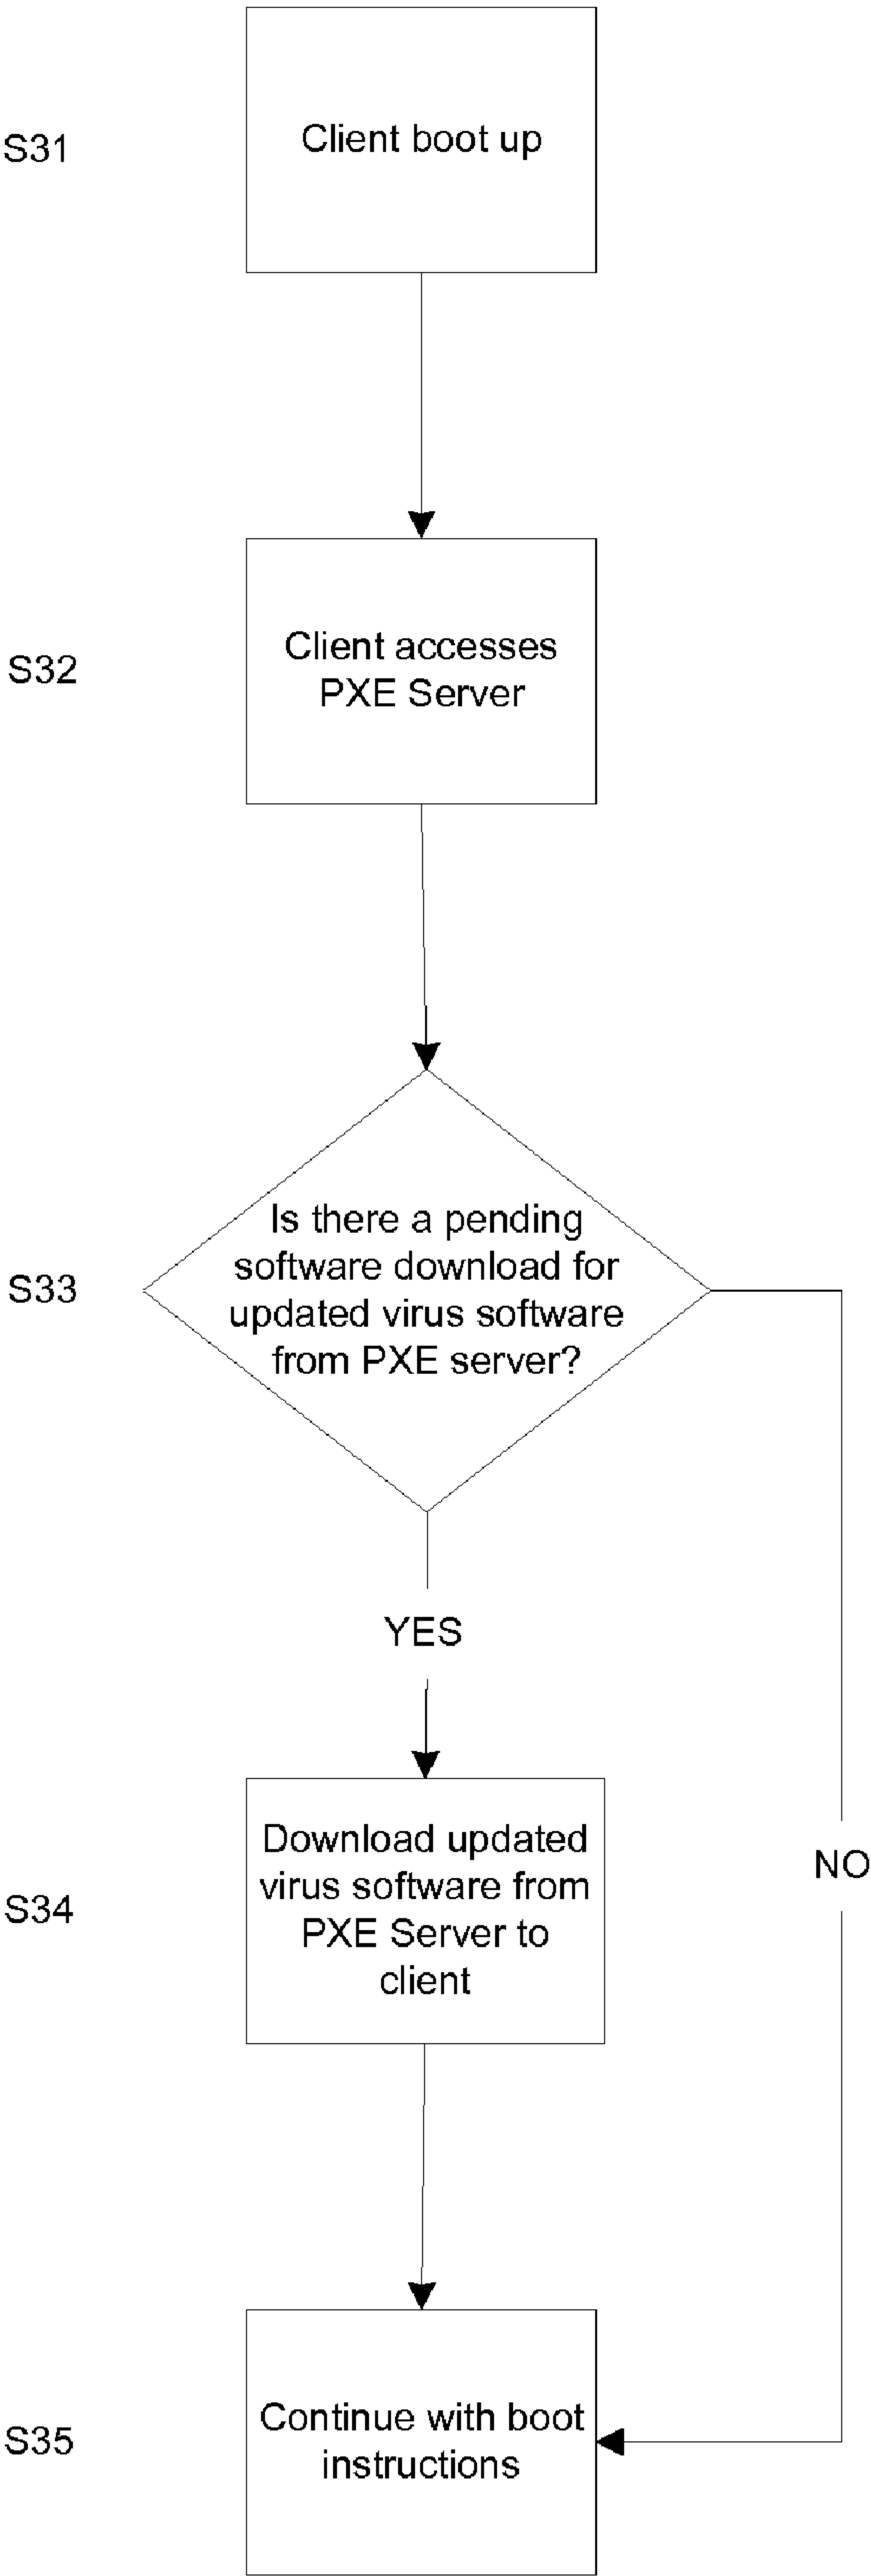 S31
Client boot up
S32
Client accesses
PXE Server
S33
Is there a pending
software download for
updated virus software
from PXE server?
YES
S34
Download updated
virus software from
PXE Server to
client
NO
S35
Continue with boot
instructions